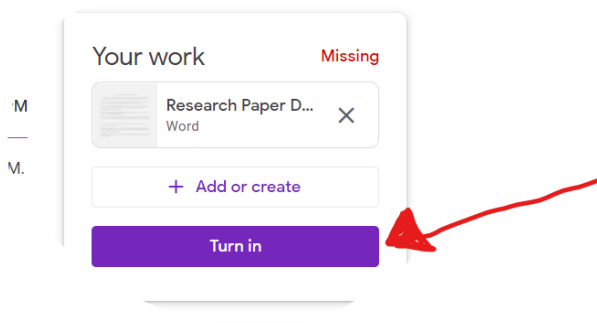 Your work
Missing
M
Research Paper D...
Word
M.
+ Add or create
Turn in